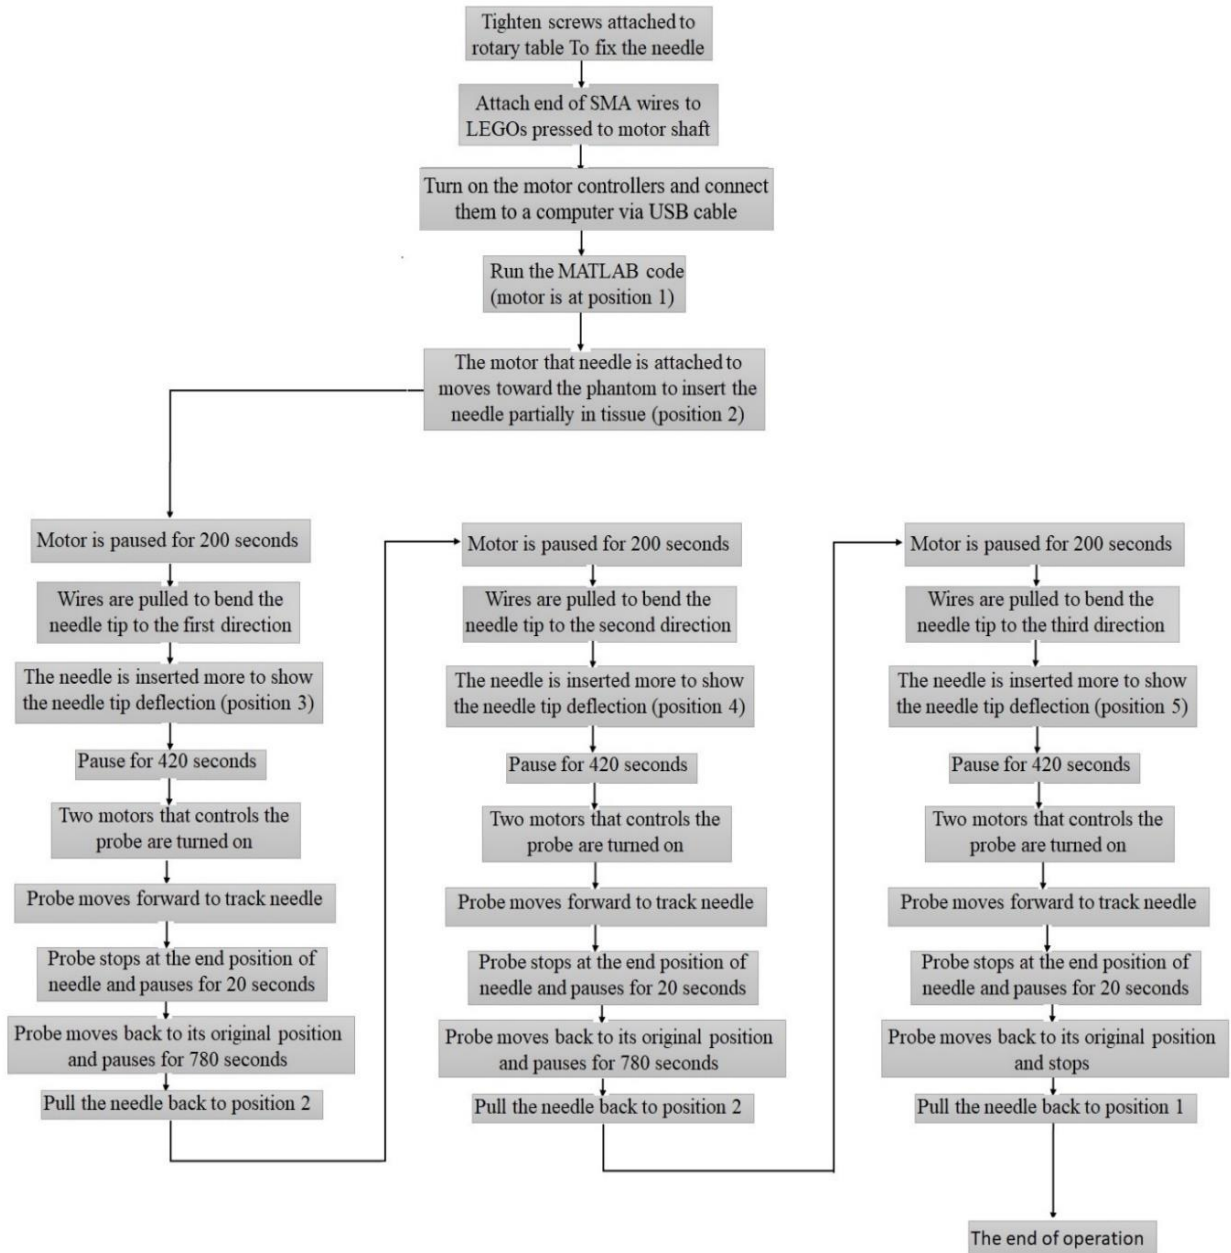 Tighten screws attached to
rotary table To fix the needle
Attach end of SMA wires to
LEGOs pressed to motor shaft
Turn on the motor controllers and connect
them to a computer via USB cable
Run the MATLAB code
(motor is at position 1)
The motor that needle is attached to
moves toward the phantom to insert the
needle partially in tissue (position 2)
Motor is paused for 200 seconds
Wires are pulled to bend the
needle tip to the first direction
The needle is inserted more to show
the needle tip deflection (position 3)
Pause for 420 seconds
Two motors that controls the
probe are turned on
Probe moves forward to track needle
Probe stops at the end position of
needle and pauses for 20 seconds
Probe moves back to its original position
and pauses for 780 seconds
Pull the needle back to position 2
Motor is paused for 200 seconds
Wires are pulled to bend the
needle tip to the second direction
The needle is inserted more to show
the needle tip deflection (position 4)
Pause for 420 seconds
Two motors that controls the
probe are turned on
Probe moves forward to track needle
Probe stops at the end position of
needle and pauses for 20 seconds
Probe moves back to its original position
and pauses for 780 seconds
Pull the needle back to position 2
Motor is paused for 200 seconds
Wires are pulled to bend the
needle tip to the third direction
The needle is inserted more to show
the needle tip deflection (position 5)
Pause for 420 seconds
Two motors that controls the
probe are turned on
Probe moves forward to track needle
Probe stops at the end position of
needle and pauses for 20 seconds
Probe moves back to its original position
and stops
Pull the needle back to position 1
The end of operation